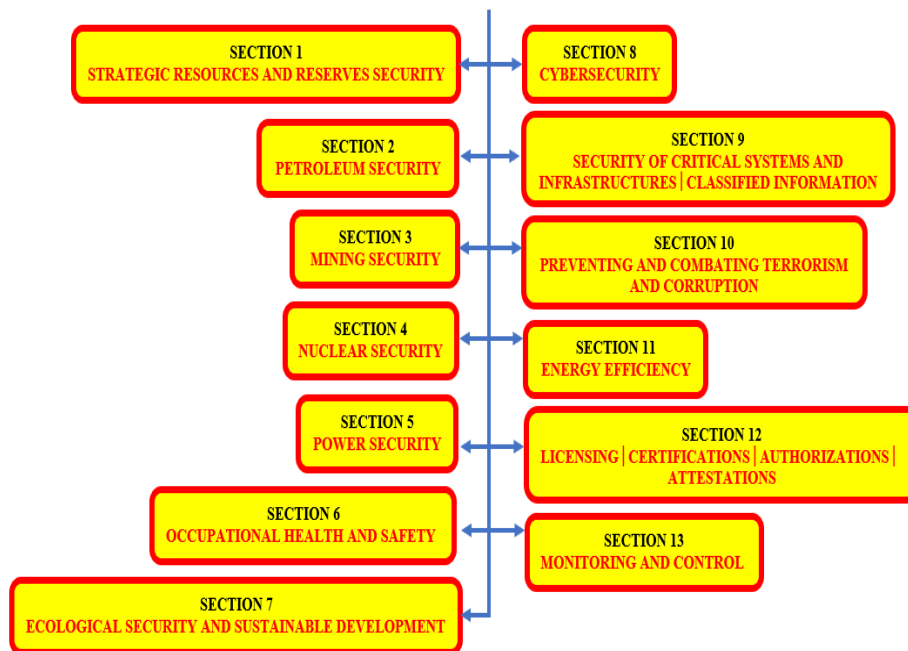 SECTION 1
STRATEGIC RESOURCES AND RESERVES SECURITY
SECTION 2
PETROLEUM SECURITY
SECTION 3
MINING SECURITY
SECTION 4
NUCLEAR SECURITY
SECTION 5
POWER SECURITY
SECTION 6
OCCUPATIONAL HEALTH AND SAFETY
SECTION 7
ECOLOGICAL SECURITY AND SUSTAINABLE DEVELOPMENT
SECTION 8
CYBERSECURITY
SECTION 9
SECURITY OF CRITICAL SYSTEMS AND
INFRASTRUCTURES | CLASSIFIED INFORMATION
SECTION 10
PREVENTING AND COMBATING TERRORISM
AND CORRUPTION
SECTION 11
ENERGY EFFICIENCY
SECTION 12
LICENSING | CERTIFICATIONS | AUTHORIZATIONS |
ATTESTATIONS
SECTION 13
MONITORING AND CONTROL